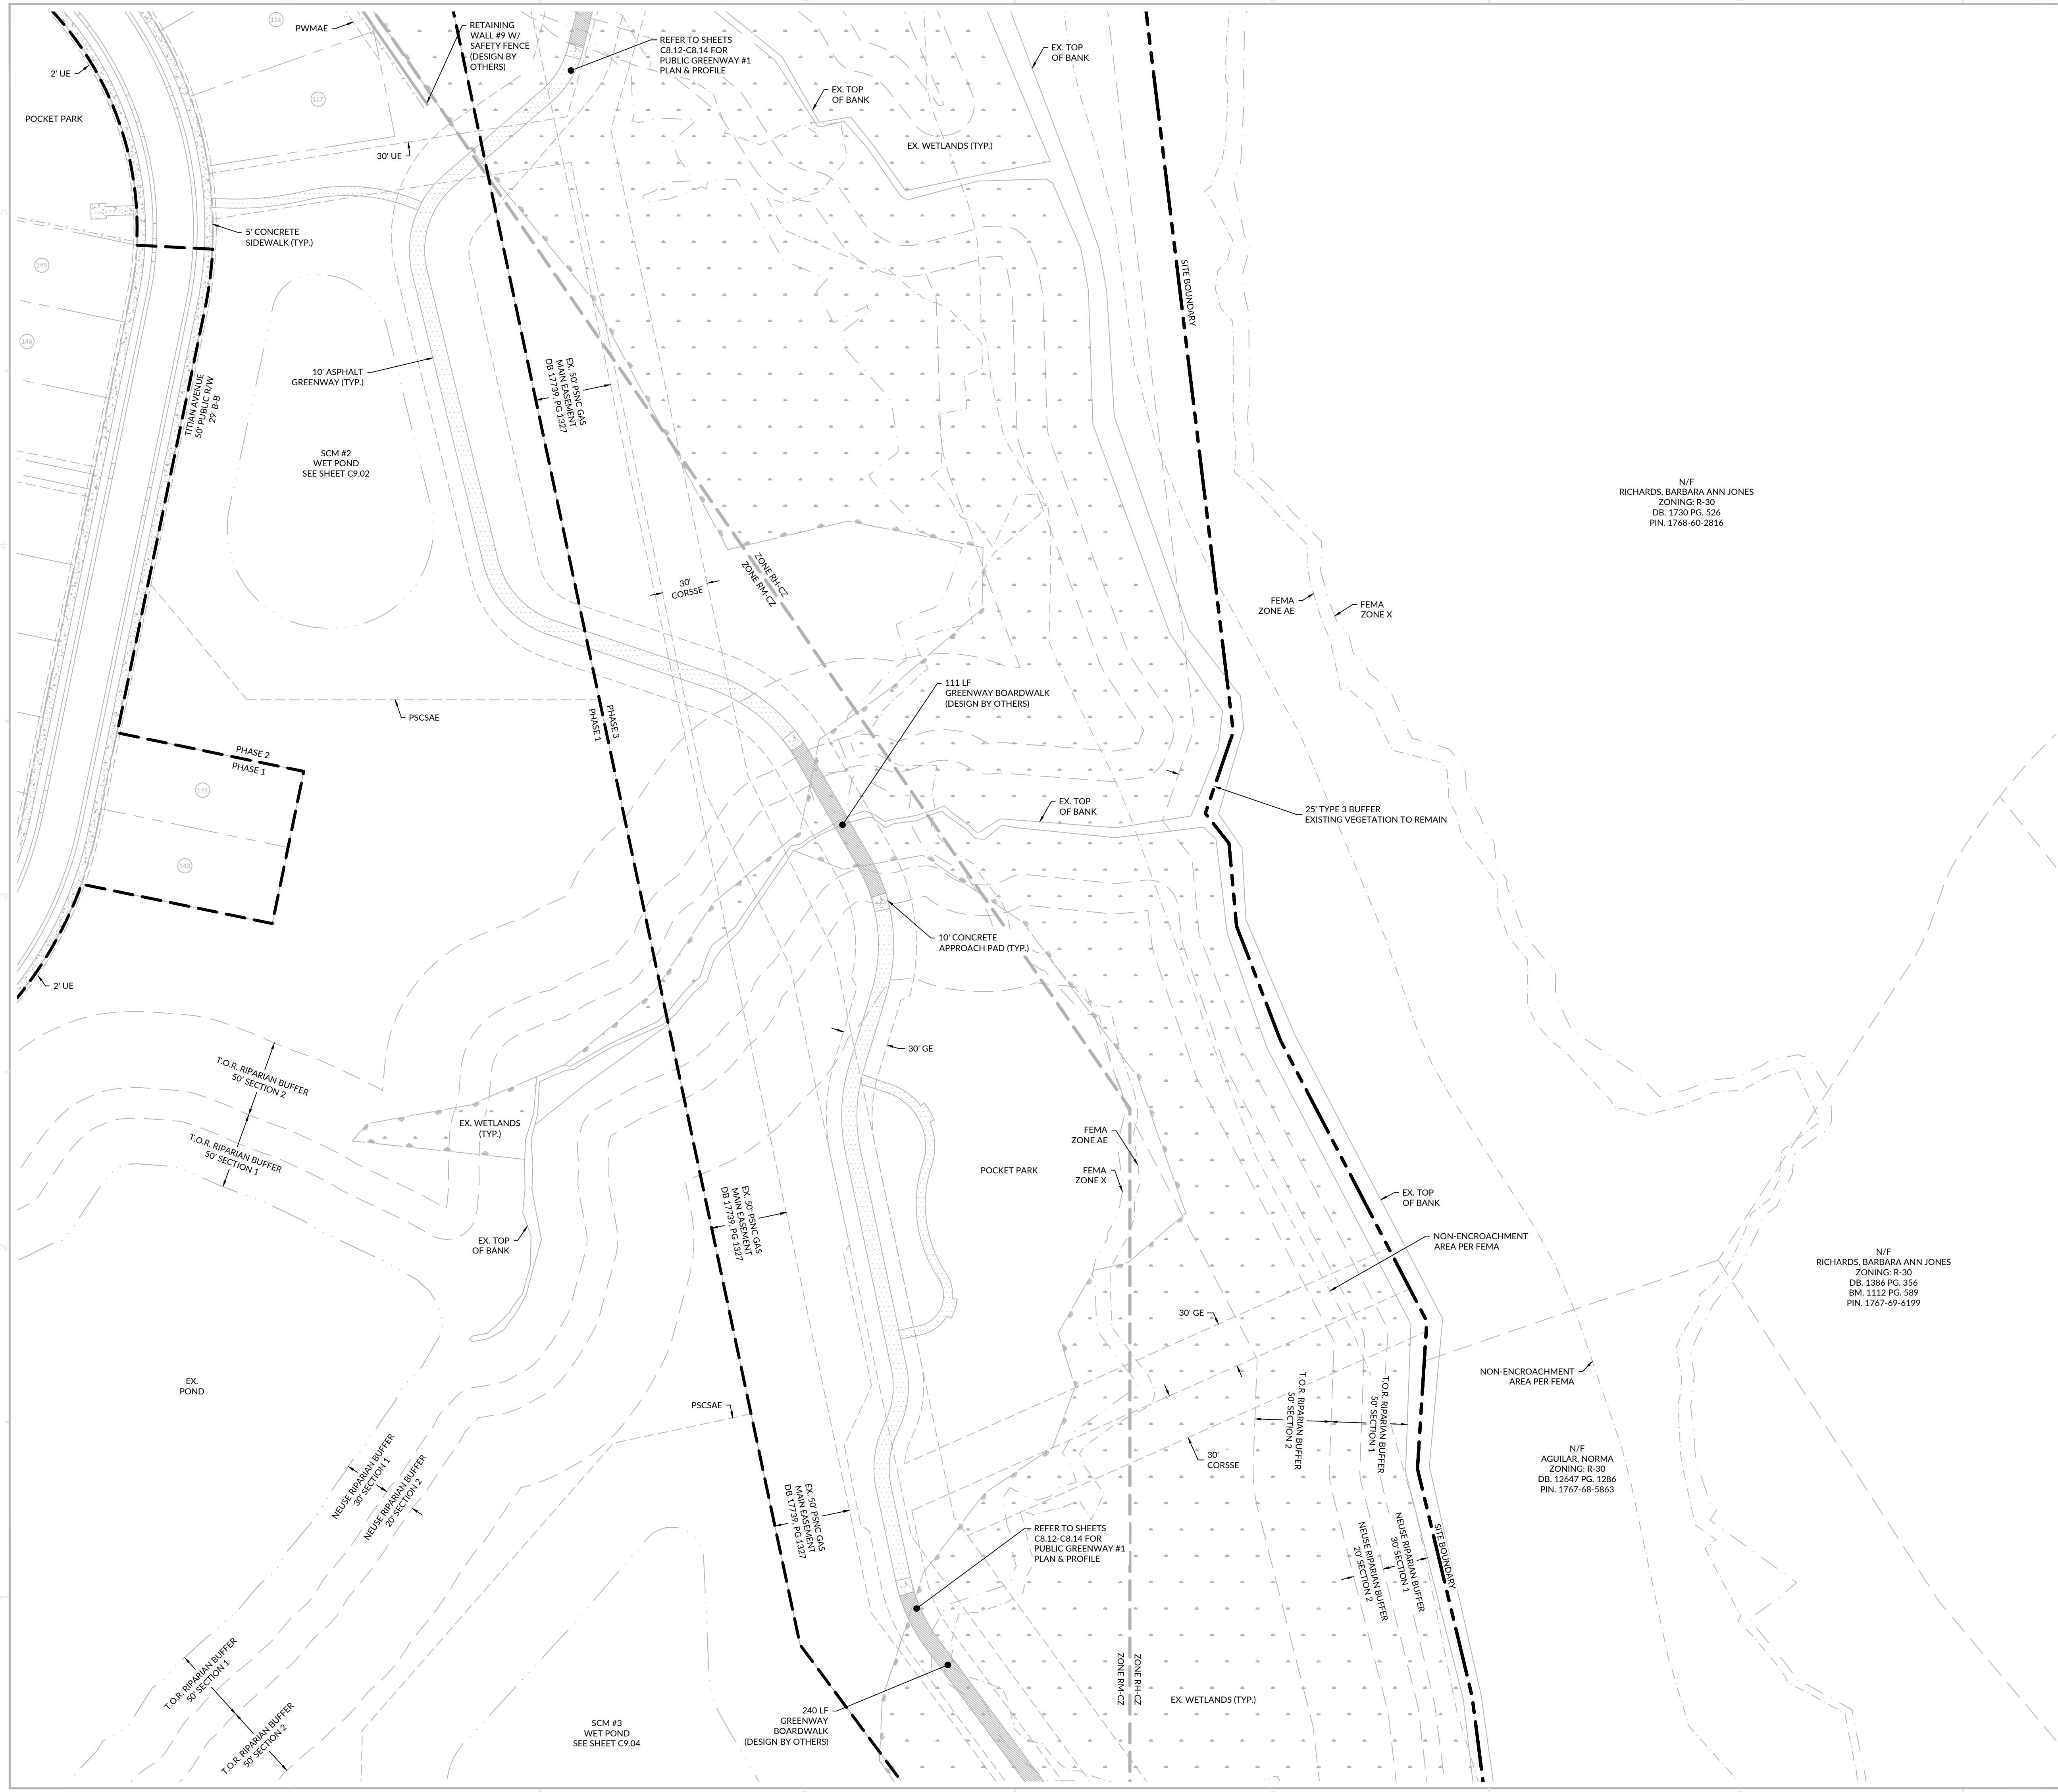 PWMAE
116
RETAINING
WALL #9 W/
SAFETY FENCE
(DESIGN BY
OTHERS)
REFER TO SHEETS
C8.12-C8.14 FOR
PUBLIC GREENWAY #1
PLAN & PROFILE
EX. TOP
OF BANK
2' UE
117
EX. TOP
OF BANK
POCKET PARK
30' UE
EX. WETLANDS (TYP.)
5' CONCRETE
SIDEWALK (TYP.)
145
SITE BOUNDARY
146
10' ASPHALT
GREENWAY (TYP.)
EX. 50' PSNC GAS
MAIN EASEMENT
DB 17739, PG 1327
TITIAN AVENUE
50' PUBLIC R/W
29' B-B
SCM #2
WET POND
SEE SHEET C9.02
N/F
RICHARDS, BARBARA ANN JONES
ZONING: R-30
DB. 1730 PG. 526
PIN. 1768-60-2816
ZONE RH-CZ
ZONE RM-CZ
30'
CORSSE
FEMA
ZONE AE
FEMA
ZONE X
111 LF
GREENWAY BOARDWALK
(DESIGN BY OTHERS)
PSCSAE
PHASE 3
PHASE 1
PHASE 2
PHASE 1
144
EX. TOP
OF BANK
25' TYPE 3 BUFFER
EXISTING VEGETATION TO REMAIN
143
10' CONCRETE
APPROACH PAD (TYP.)
2' UE
30' GE
T.O.R. RIPARIAN BUFFER
50' SECTION 2
T.O.R. RIPARIAN BUFFER
50' SECTION 1
EX. WETLANDS
(TYP.)
FEMA
ZONE AE
POCKET PARK
FEMA
ZONE X
EX. TOP
OF BANK
EX. 50' PSNC GAS
MAIN EASEMENT
DB 17739, PG 1327
EX. TOP
OF BANK
NON-ENCROACHMENT
AREA PER FEMA
N/F
RICHARDS, BARBARA ANN JONES
ZONING: R-30
DB. 1386 PG. 356
BM. 1112 PG. 589
PIN. 1767-69-6199
30' GE
EX.
POND
NON-ENCROACHMENT
AREA PER FEMA
PSCSAE
T.O.R. RIPARIAN BUFFER
50' SECTION 2
T.O.R. RIPARIAN BUFFER
50' SECTION 1
30'
CORSSE
N/F
AGUILAR, NORMA
ZONING: R-30
DB. 12647 PG. 1286
PIN. 1767-68-5863
NEUSE RIPARIAN BUFFER
30' SECTION 1
NEUSE RIPARIAN BUFFER
20' SECTION 2
EX. 50' PSNC GAS
MAIN EASEMENT
DB 17739, PG 1327
REFER TO SHEETS
C8.12-C8.14 FOR
PUBLIC GREENWAY #1
PLAN & PROFILE
NEUSE RIPARIAN BUFFER
20' SECTION 2
NEUSE RIPARIAN BUFFER
30' SECTION 1
SITE BOUNDARY
T.O.R. RIPARIAN BUFFER
50' SECTION 1
T.O.R. RIPARIAN BUFFER
50' SECTION 2
ZONE RM-CZ
ZONE RH-CZ
EX. WETLANDS (TYP.)
SCM #3
WET POND
SEE SHEET C9.04
240 LF
GREENWAY
BOARDWALK
(DESIGN BY OTHERS)